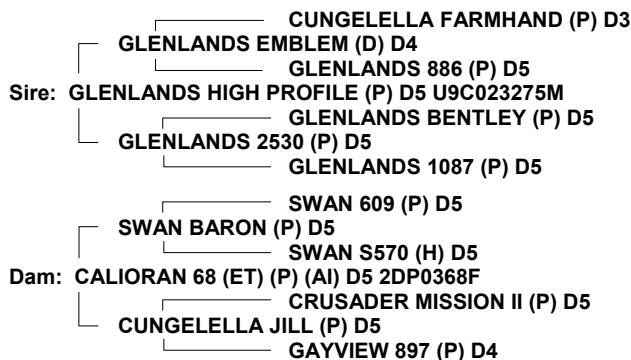 CUNGELELLA FARMHAND (P) D3
GLENLANDS EMBLEM (D) D4
GLENLANDS 886 (P) D5
Sire: GLENLANDS HIGH PROFILE (P) D5 U9C023275M
GLENLANDS BENTLEY (P) D5
GLENLANDS 2530 (P) D5
GLENLANDS 1087 (P) D5
SWAN 609 (P) D5
SWAN BARON (P) D5
SWAN S570 (H) D5
Dam: CALIORAN 68 (ET) (P) (AI) D5 2DP0368F
CRUSADER MISSION II (P) D5
CUNGELELLA JILL (P) D5
GAYVIEW 897 (P) D4